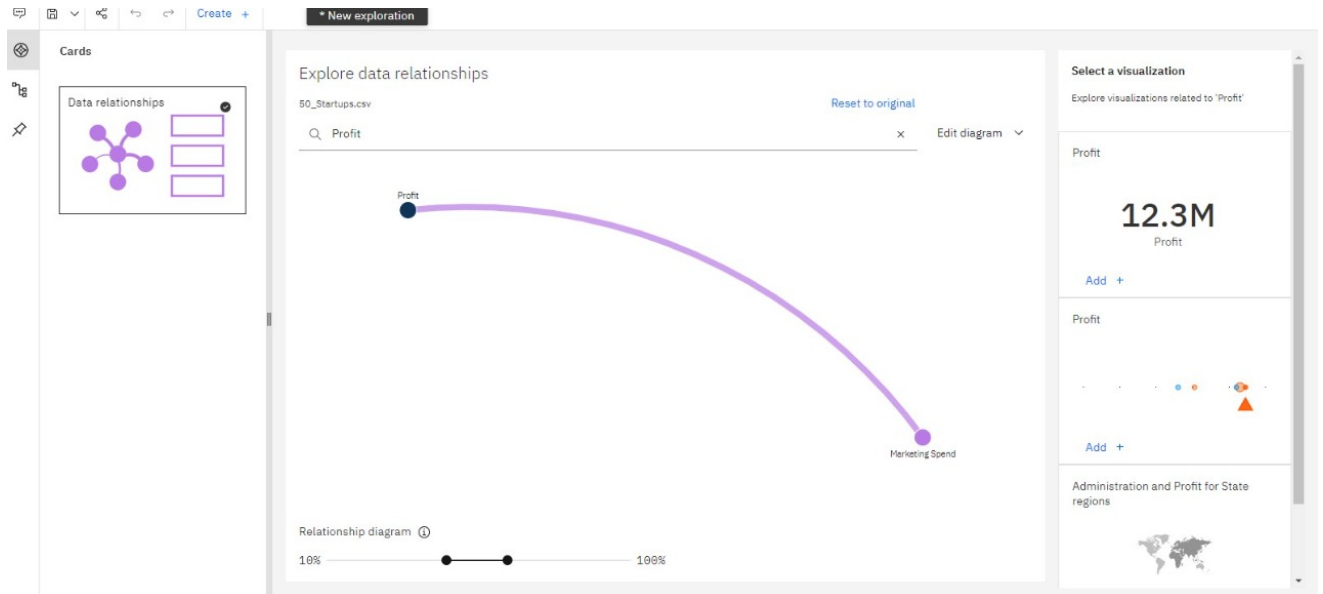 Create +
* New exploration
Cards
Data relationships
Explore data relationships
50_Startups.csv
Reset to original
Profit
Edit diagram
Profit
Marketing Spend
Relationship diagram
10%
100%
Select a visualization
Explore visualizations related to 'Profit'
Profit
12.3M
Profit
Add +
Profit
Add +
Administration and Profit for State
regions